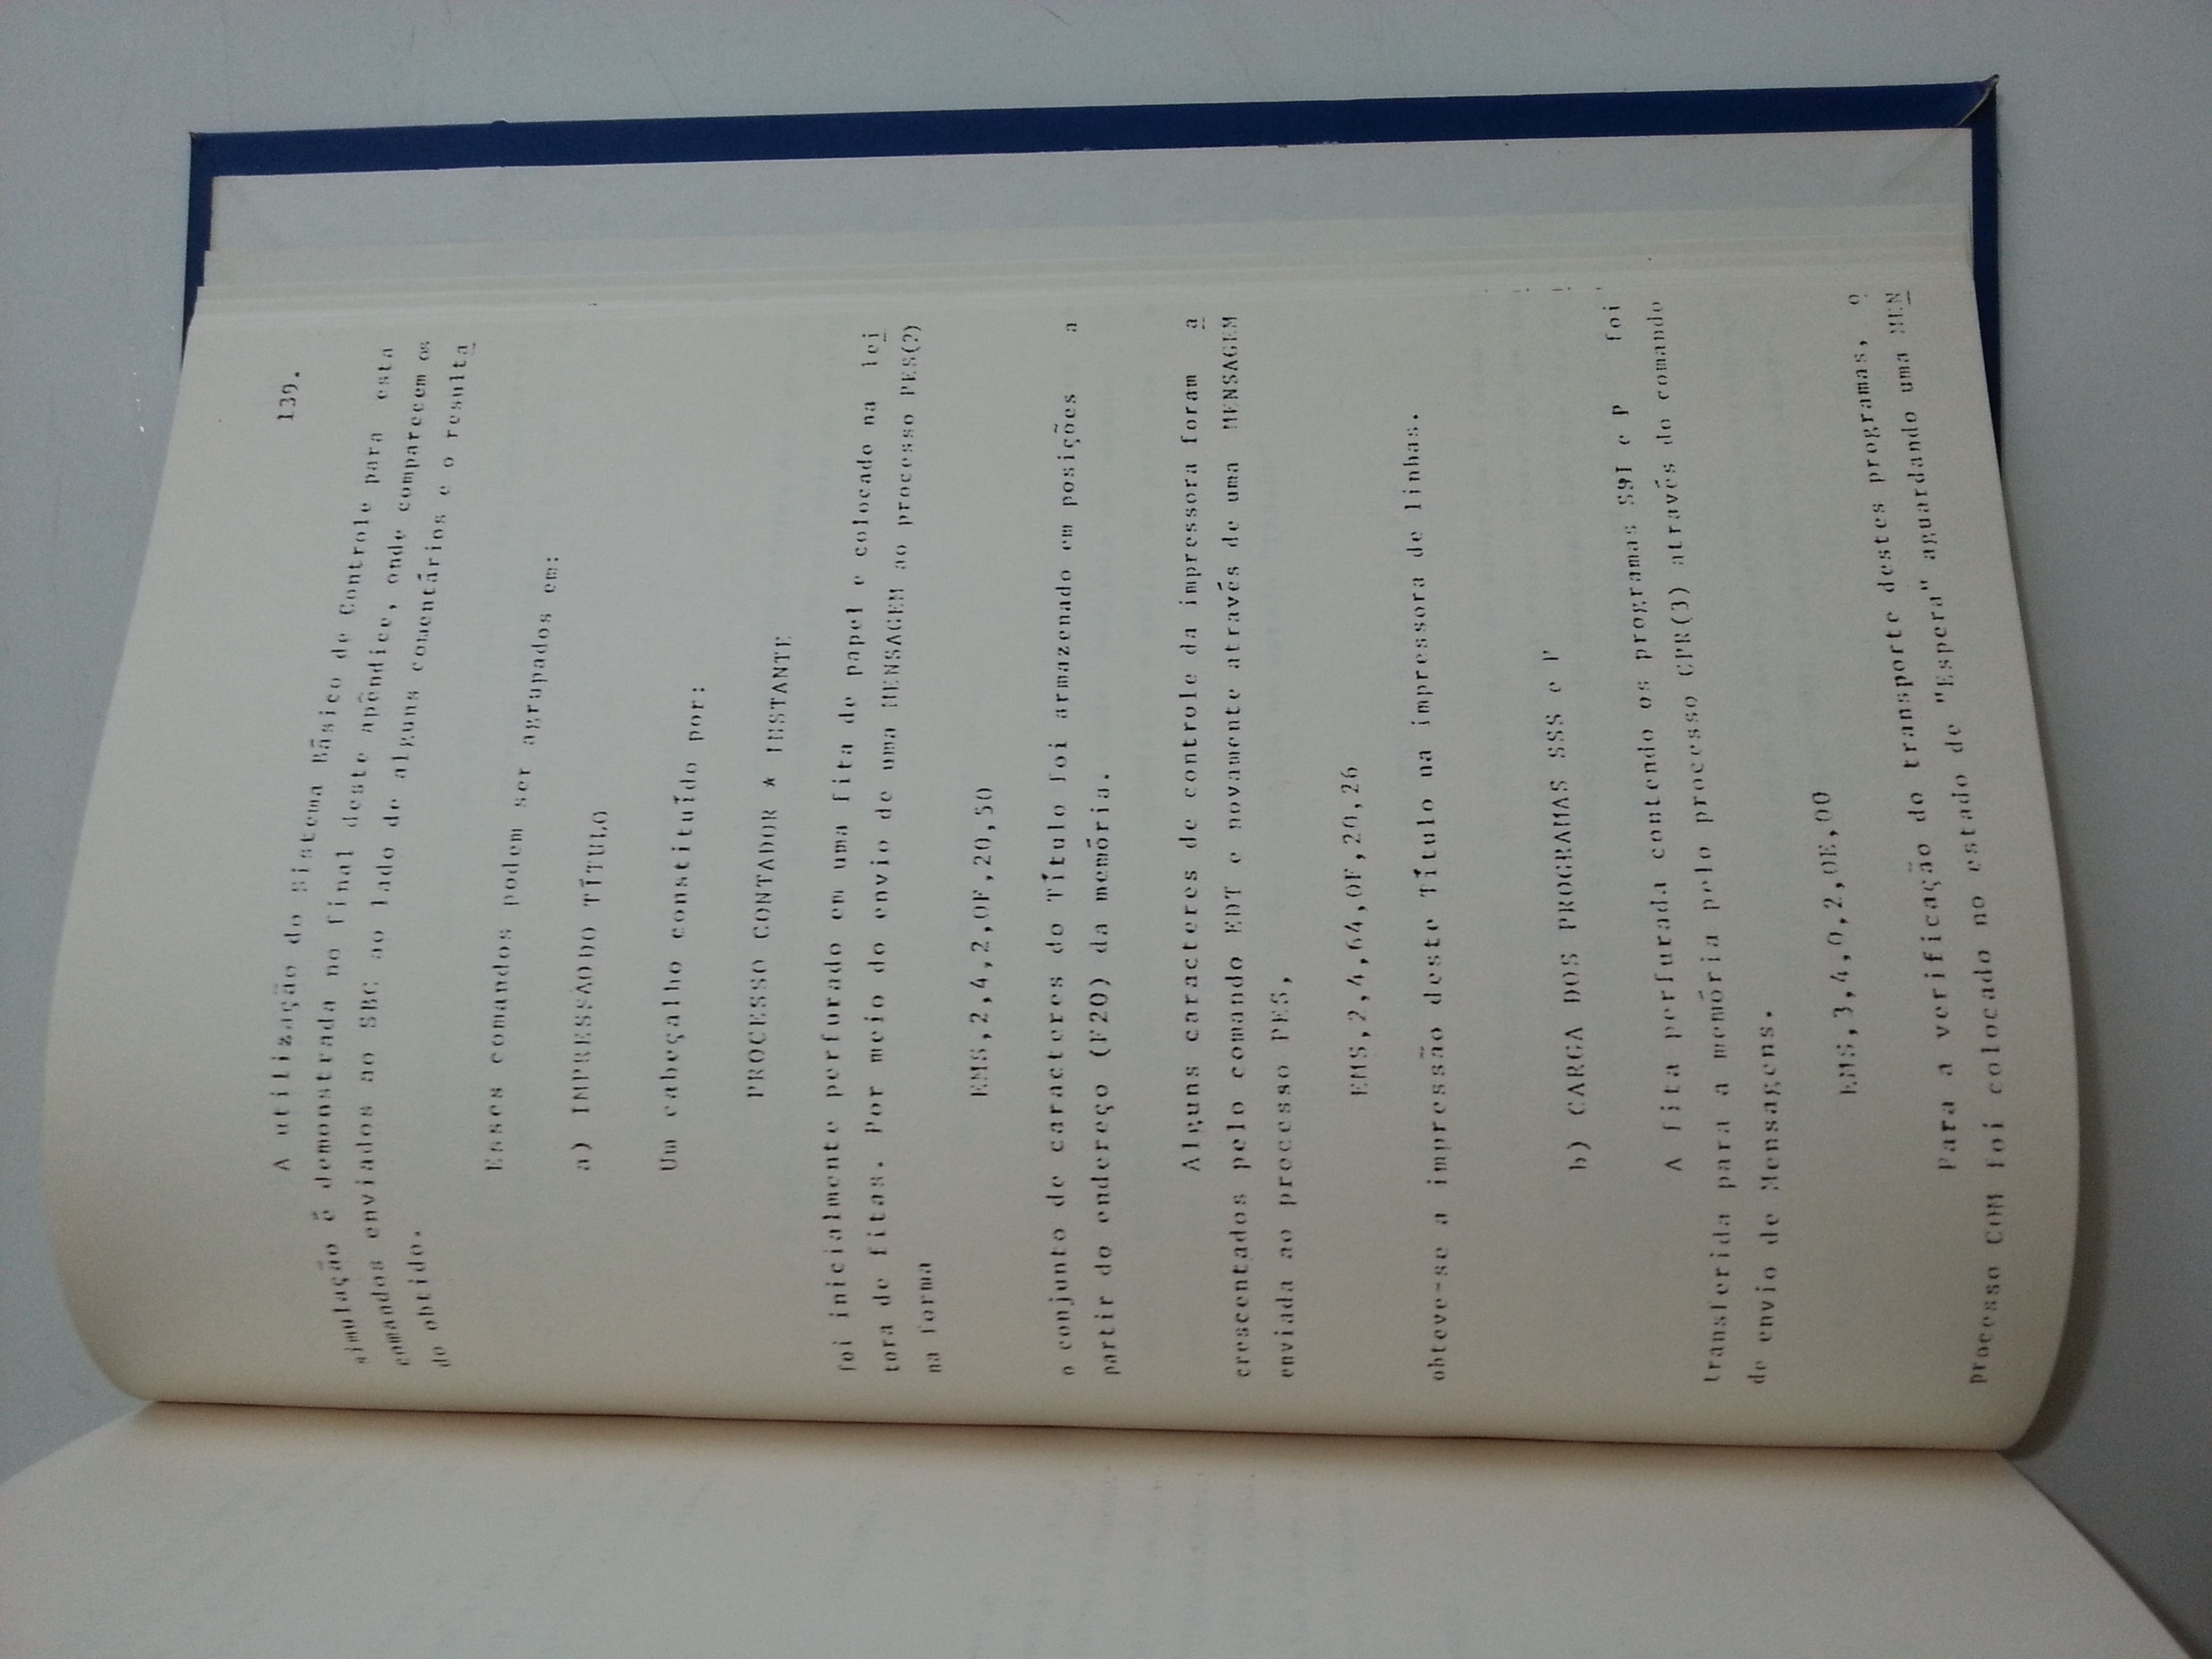 139.
A utilização do Sistema Básico de Controle para esta
simulação é demonstrada no final deste apêndice, onde comparecem os
comandos enviados ao SBC ao lado de alguns comentários e o resulta
do obtido.
Esses comandos podem ser agrupados em:
a) IMPRESSÃO DO TÍTULO
Um cabeçalho constituído por:
PROCESSO CONTADOR * INSTANTE
foi inicialmente perfurado em uma fita de papel e colocado na lei
tora de fitas. Por meio do envio de uma MENSAGEM ao processo PES(2)
na forma
EMS,2,4,2,0F,20,50
o conjunto de caracteres do Título foi armazenado em posições a
partir do endereço (F20) da memória.
Alguns caracteres de controle da impressora foram a
crescentados pelo comando EDT e novamente através de uma MENSAGEM
enviada ao processo PES,
EMS,2,4,64,0F,20,26
obteve-se a impressão deste Título na impressora de linhas.
b) CARGA DOS PROGRAMAS SSS e P
A fita perfurada contendo os programas S9I e P foi
transferida para a memória pelo processo CPR(3) através do comando
de envio de Mensagens.
EMS,3,4,0,2,0E,00
Para a verificação do transporte destes programas, o
processo COM foi colocado no estado de "Espera" aguardando uma MEN